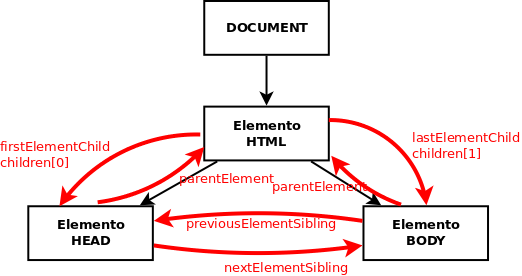 DOCUMENT
Elemento
HTML
firstElementChild
children[0]
lastElementChild
children[1]
parentElement
parentElement
Elemento
HEAD
previousElementSibling
Elemento
BODY
nextElementSibling